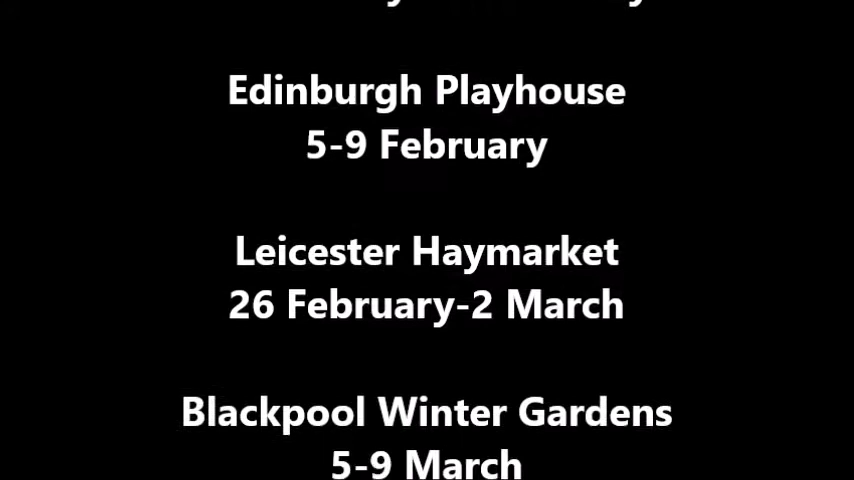 Edinburgh Playhouse
5-9 February
Leicester Haymarket
26 February-2 March
Blackpool Winter Gardens
5-9 March